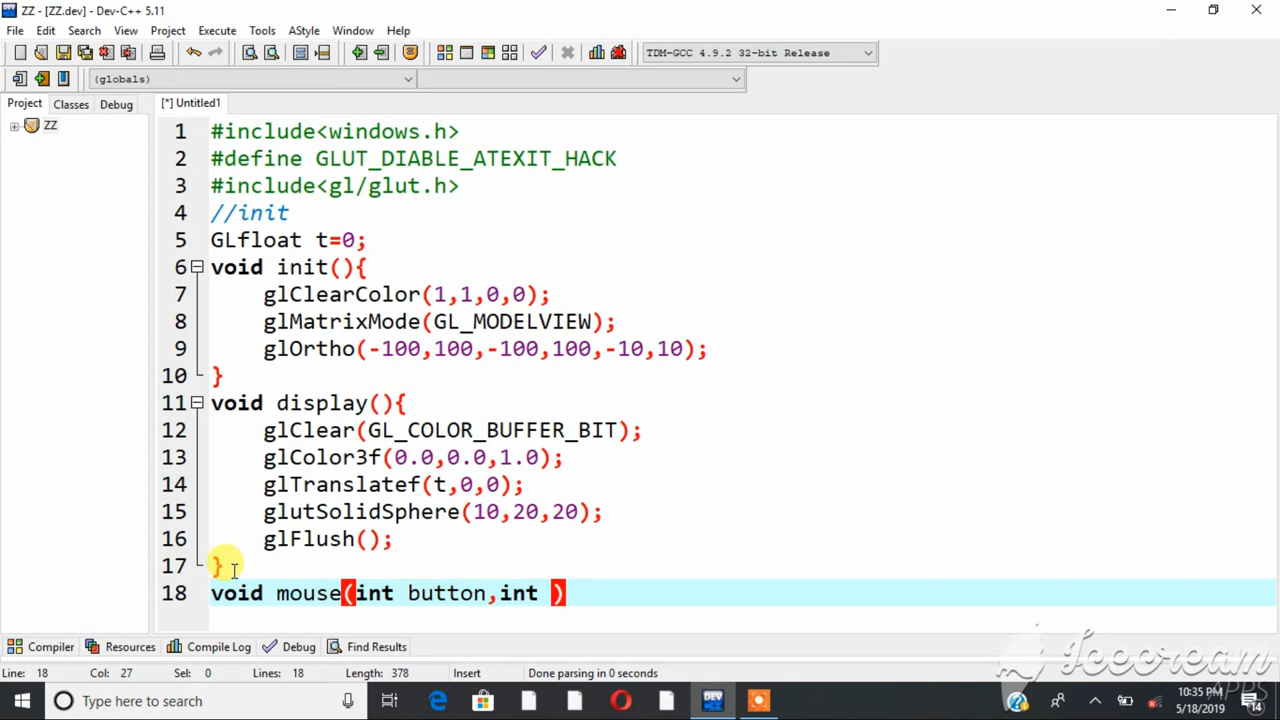 ZZ - [ZZ.dev] - Dev-C++ 5.11
File Edit Search View Project Execute Tools AStyle Window Help
TDM-GCC 4.9.2 32-bit Release
(globals)
Project Classes Debug [*] Untitled1
ZZ
1 #include<windows.h>
2 #define GLUT_DIABLE_ATEXIT_HACK
3 #include<gl/glut.h>
4 //init
5 GLfloat t=0;
6 void init(){
7 glClearColor(1,1,0,0);
8 glMatrixMode(GL_MODELVIEW);
9 glOrtho(-100,100,-100,100,-10,10);
10 }
11 void display(){
12 glClear(GL_COLOR_BUFFER_BIT);
13 glColor3f(0.0,0.0,1.0);
14 glTranslatef(t,0,0);
15 glutSolidSphere(10,20,20);
16 glFlush();
17 }
18 void mouse(int button,int )
Compiler Resources Compile Log Debug Find Results
Icecream
APPS
Line: 18 Col: 27 Sel: 0 Lines: 18 Length: 378 Insert Done parsing in 0 seconds
Type here to search
DEV
10:35 PM
5/18/2019
14